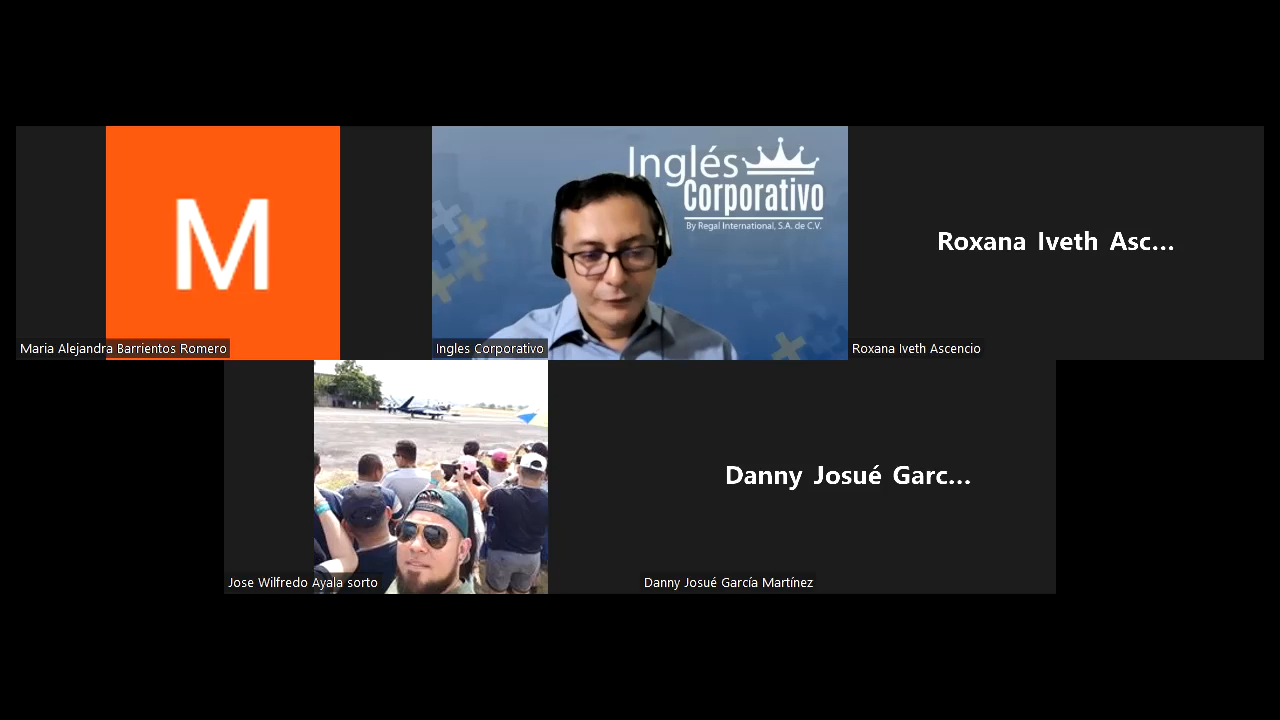 M
Maria Alejandra Barrientos Romero
Inglés
Corporativo
By Regal International, S.A. de C.V.
Ingles Corporativo
Roxana Iveth Asc...
Roxana Iveth Ascencio
Jose Wilfredo Ayala sorto
Danny Josué Garc...
Danny Josué García Martínez